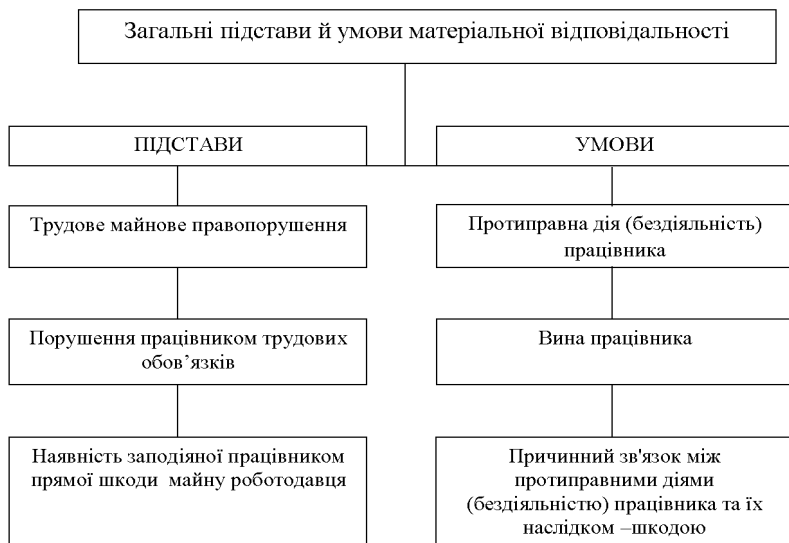 Загальні підстави й умови матеріальної відповідальності
ПІДСТАВИ
Трудове майнове правопорушення
Порушення працівником трудових
обов’язків
Наявність заподіяної працівником
прямої шкоди майну роботодавця
УМОВИ
Протиправна дія (бездіяльність)
працівника
Вина працівника
Причинний зв'язок між
протиправними діями
(бездіяльністю) працівника та їх
наслідком –шкодою